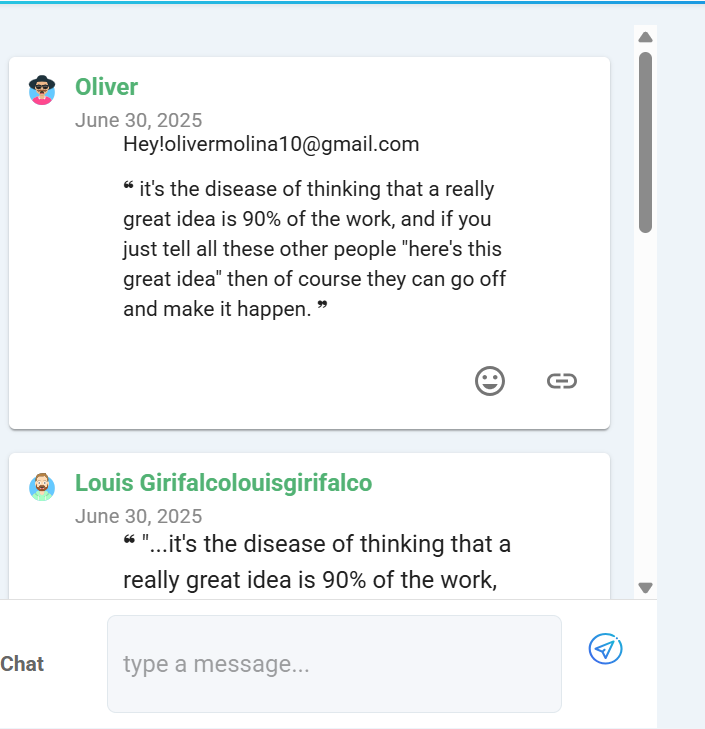 Oliver
June 30, 2025
Hey!olivermolina10@gmail.com
❝ it's the disease of thinking that a really
great idea is 90% of the work, and if you
just tell all these other people "here's this
great idea" then of course they can go off
and make it happen. ❞
Louis Girifalcolouisgirifalco
June 30, 2025
❝ "...it's the disease of thinking that a
really great idea is 90% of the work,
Chat
type a message...